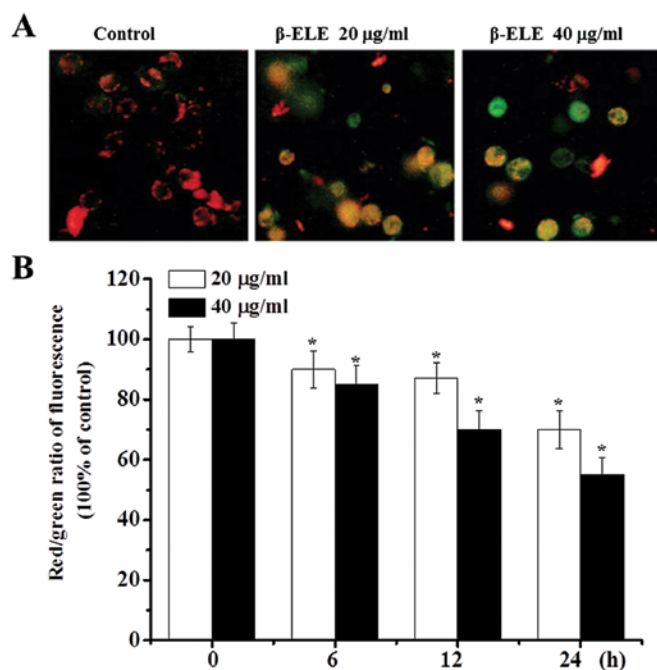 A
Control
β-ELE 20 μg/ml
β-ELE 40 μg/ml
B
Red/green ratio of fluorescence
(100% of control)
120
100
80
60
40
20
0
20 μg/ml
40 μg/ml
*
*
*
*
*
*
0 6 12 24 (h)